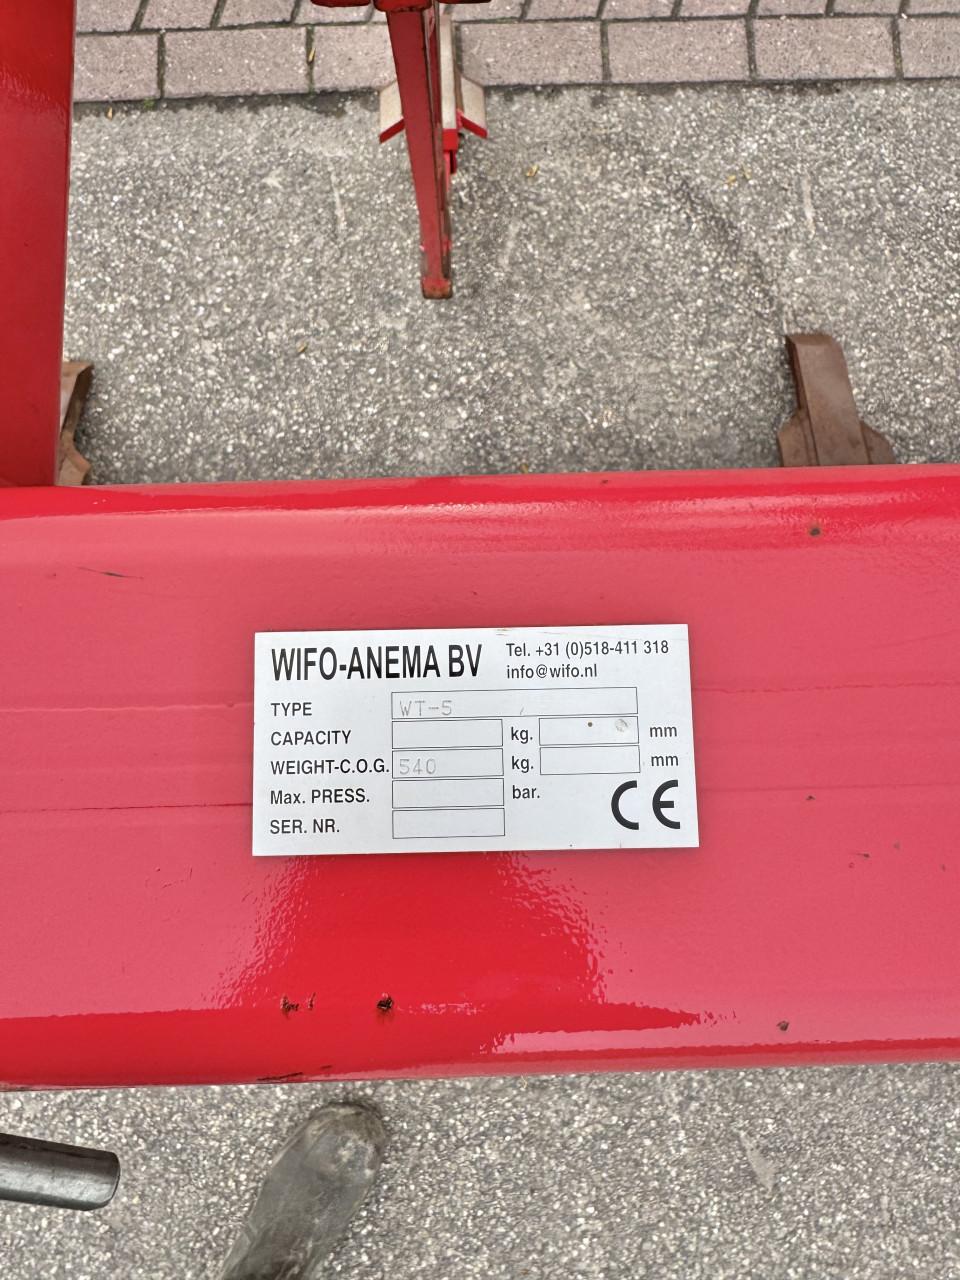 WIFO-ANEMA BV
Tel. +31 (0)518-411 318
info@wifo.nl
TYPE WT-5
CAPACITY kg. mm
WEIGHT-C.O.G. 540 kg. mm
Max. PRESS. bar.
SER. NR.
CE